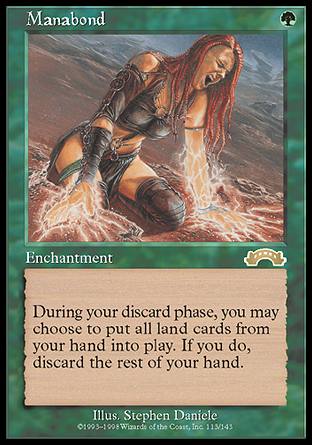 Manabond
Enchantment
During your discard phase, you may
choose to put all land cards from
your hand into play. If you do,
discard the rest of your hand.
Illus. Stephen Daniele
©1993–1998 Wizards of the Coast, Inc. 113/143